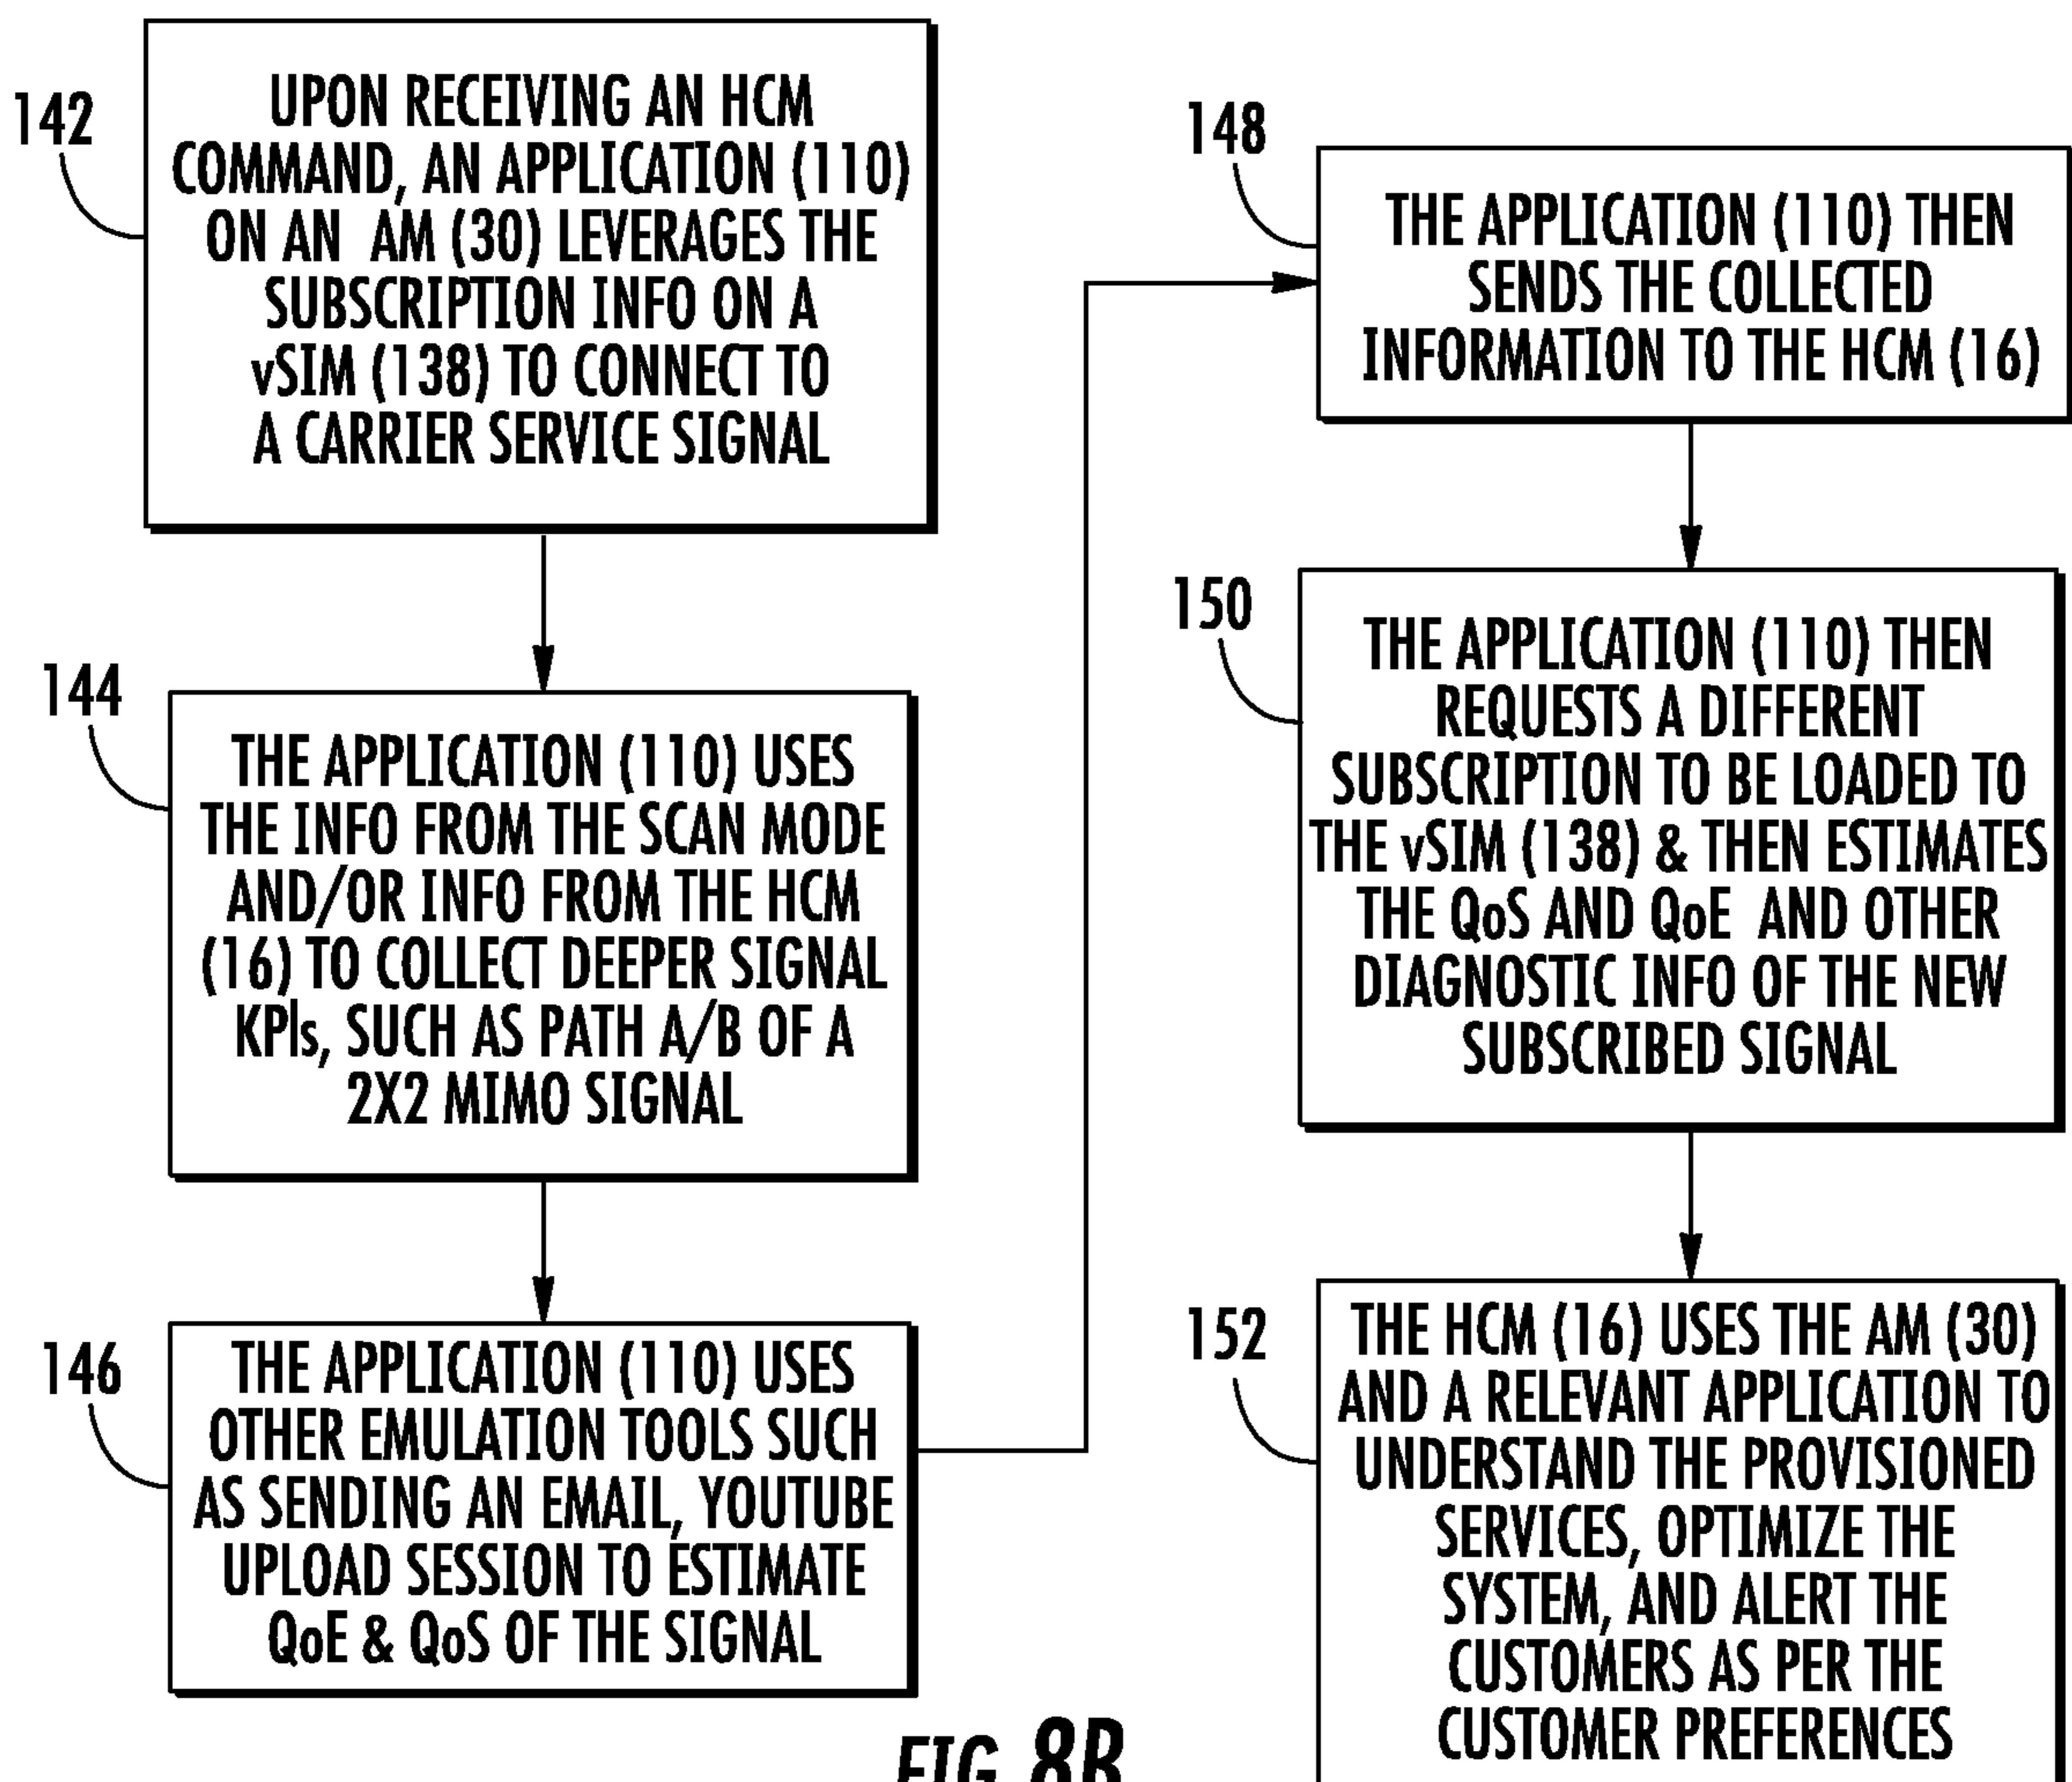 142
UPON RECEIVING AN HCM
COMMAND, AN APPLICATION (110)
ON AN AM (30) LEVERAGES THE
SUBSCRIPTION INFO ON A
vSIM (138) TO CONNECT TO
A CARRIER SERVICE SIGNAL
144
THE APPLICATION (110) USES
THE INFO FROM THE SCAN MODE
AND/OR INFO FROM THE HCM
(16) TO COLLECT DEEPER SIGNAL
KPIs, SUCH AS PATH A/B OF A
2X2 MIMO SIGNAL
146
THE APPLICATION (110) USES
OTHER EMULATION TOOLS SUCH
AS SENDING AN EMAIL, YOUTUBE
UPLOAD SESSION TO ESTIMATE
QoE & QoS OF THE SIGNAL
148
THE APPLICATION (110) THEN
SENDS THE COLLECTED
INFORMATION TO THE HCM (16)
150
THE APPLICATION (110) THEN
REQUESTS A DIFFERENT
SUBSCRIPTION TO BE LOADED TO
THE vSIM (138) & THEN ESTIMATES
THE QoS AND QoE AND OTHER
DIAGNOSTIC INFO OF THE NEW
SUBSCRIBED SIGNAL
152
THE HCM (16) USES THE AM (30)
AND A RELEVANT APPLICATION TO
UNDERSTAND THE PROVISIONED
SERVICES, OPTIMIZE THE
SYSTEM, AND ALERT THE
CUSTOMERS AS PER THE
CUSTOMER PREFERENCES
FIG. 8B